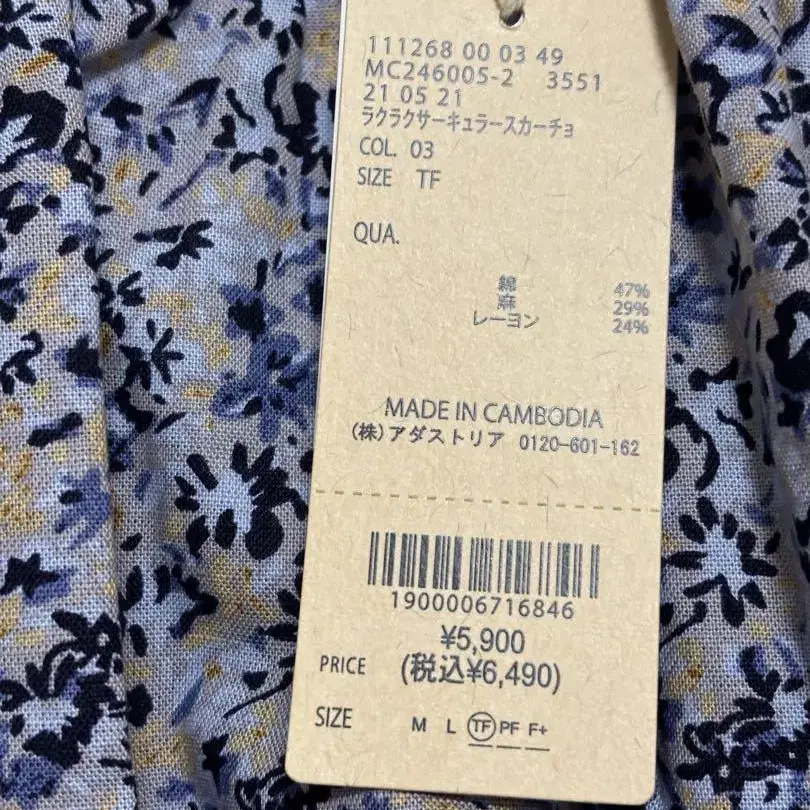 111268 00 03 49
MC246005-2 3551
21 05 21
ラクラクサーキュラースカーチョ
COL. 03
SIZE TF
QUA.
綿 47%
麻 29%
レーヨン 24%
MADE IN CAMBODIA
(株)アダストリア 0120-601-162
1900006716846
¥5,900
PRICE (税込¥6,490)
SIZE M L TF PF F+